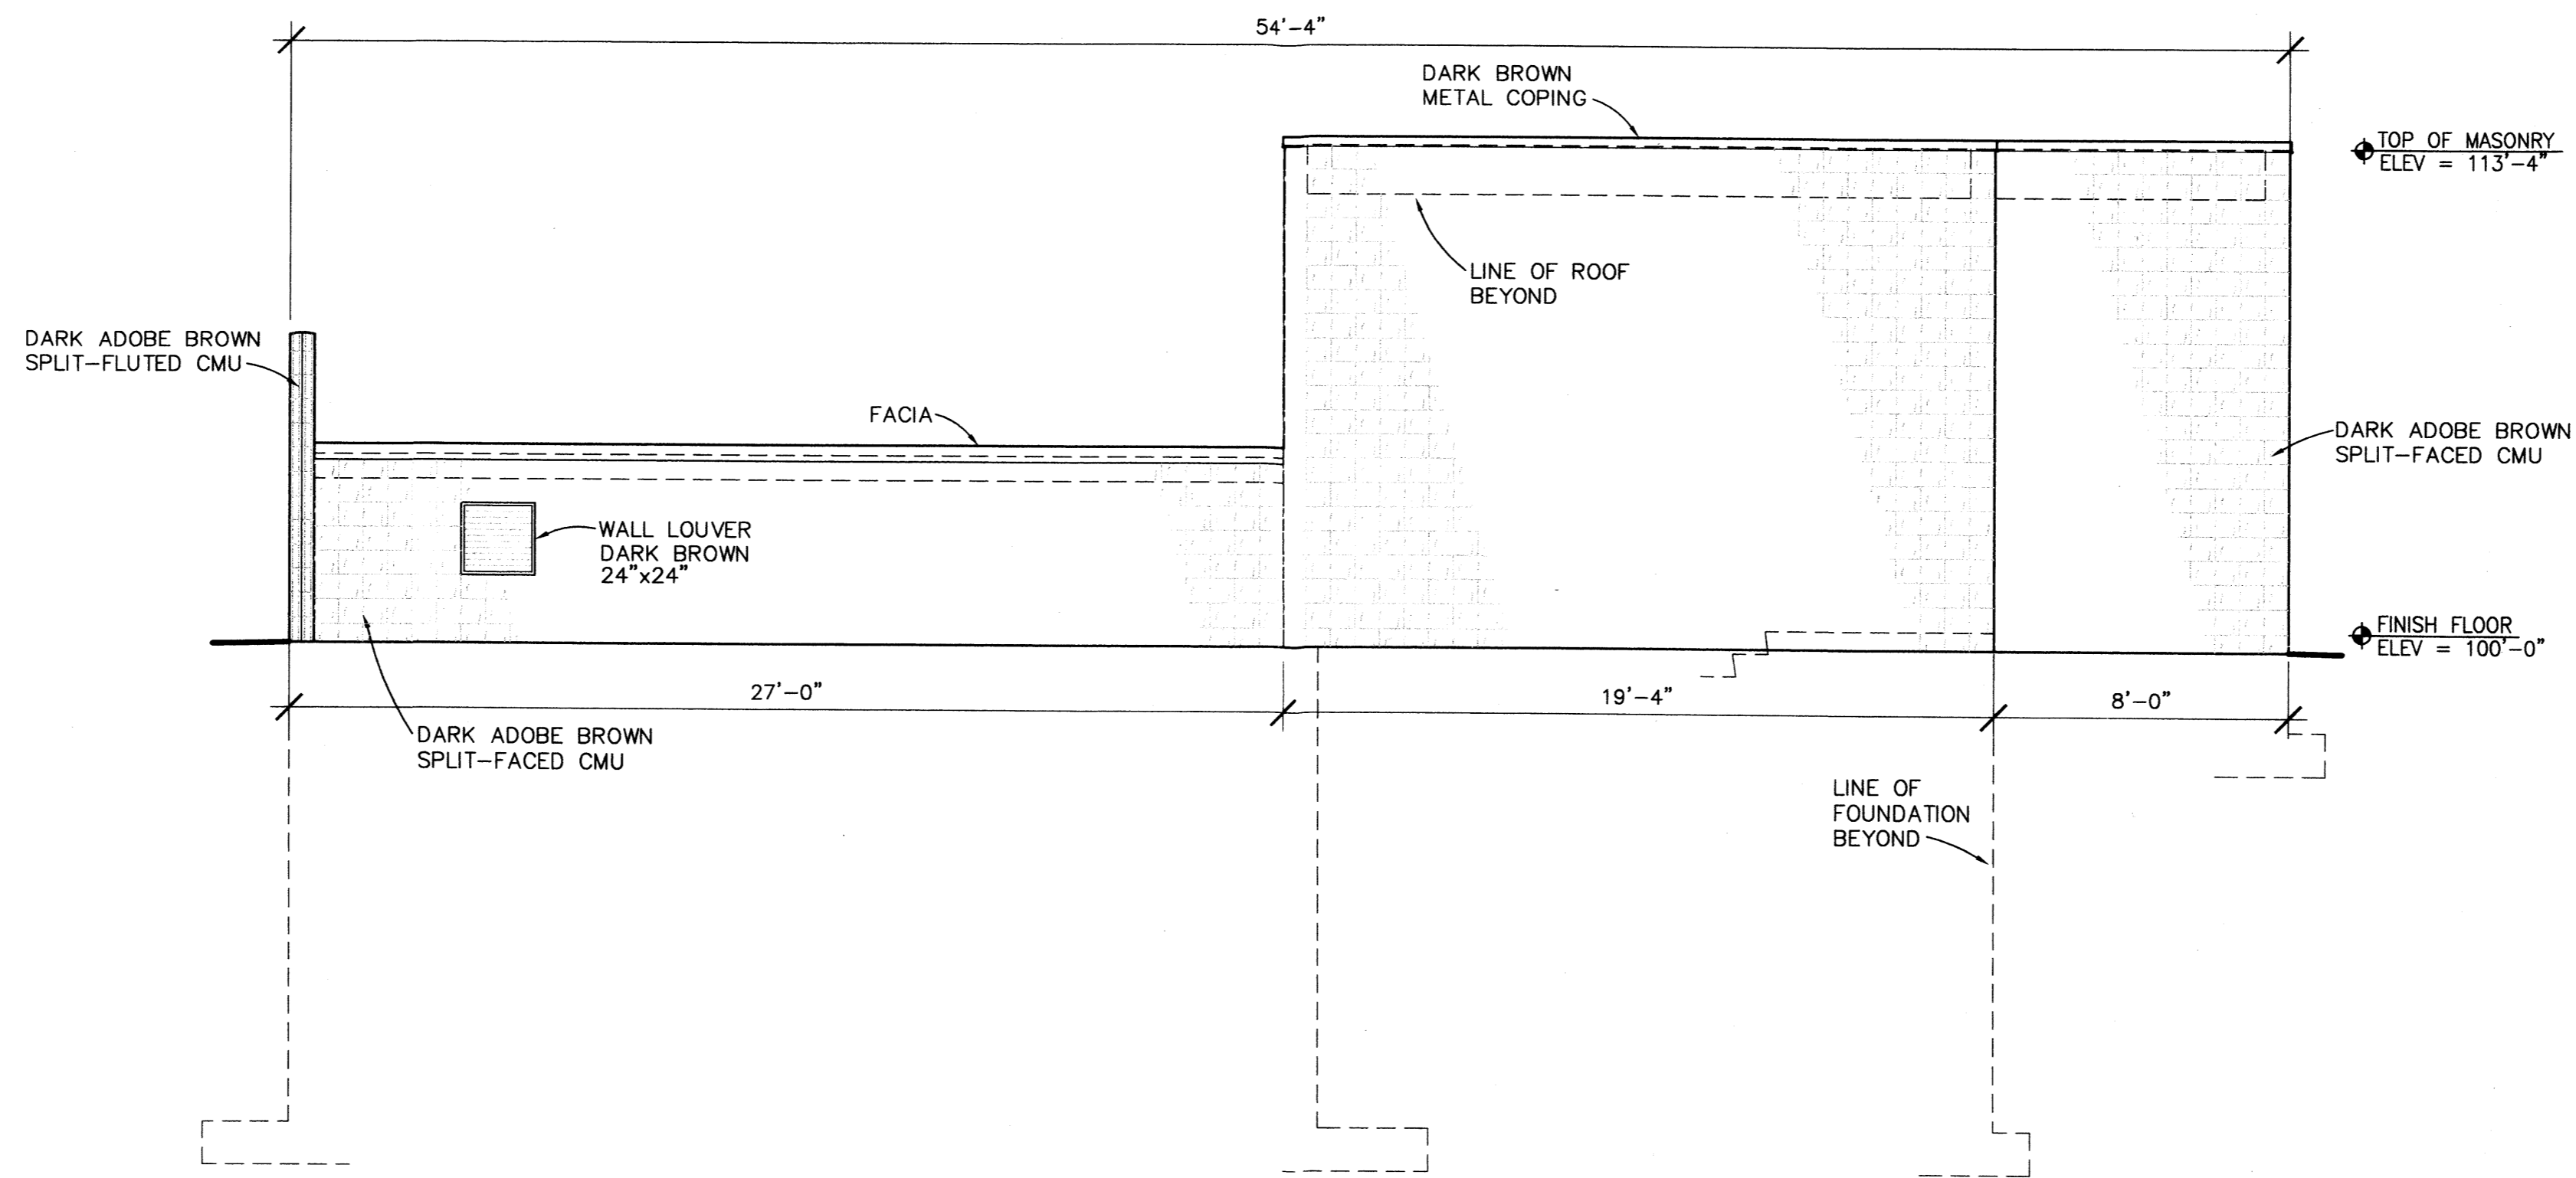 54'-4"
DARK BROWN
METAL COPING
TOP OF MASONRY
ELEV = 113'-4"
LINE OF ROOF
BEYOND
DARK ADOBE BROWN
SPLIT-FLUTED CMU
FACIA
DARK ADOBE BROWN
SPLIT-FACED CMU
WALL LOUVER
DARK BROWN
24"x24"
FINISH FLOOR
ELEV = 100'-0"
27'-0"
19'-4"
8'-0"
DARK ADOBE BROWN
SPLIT-FACED CMU
LINE OF
FOUNDATION
BEYOND